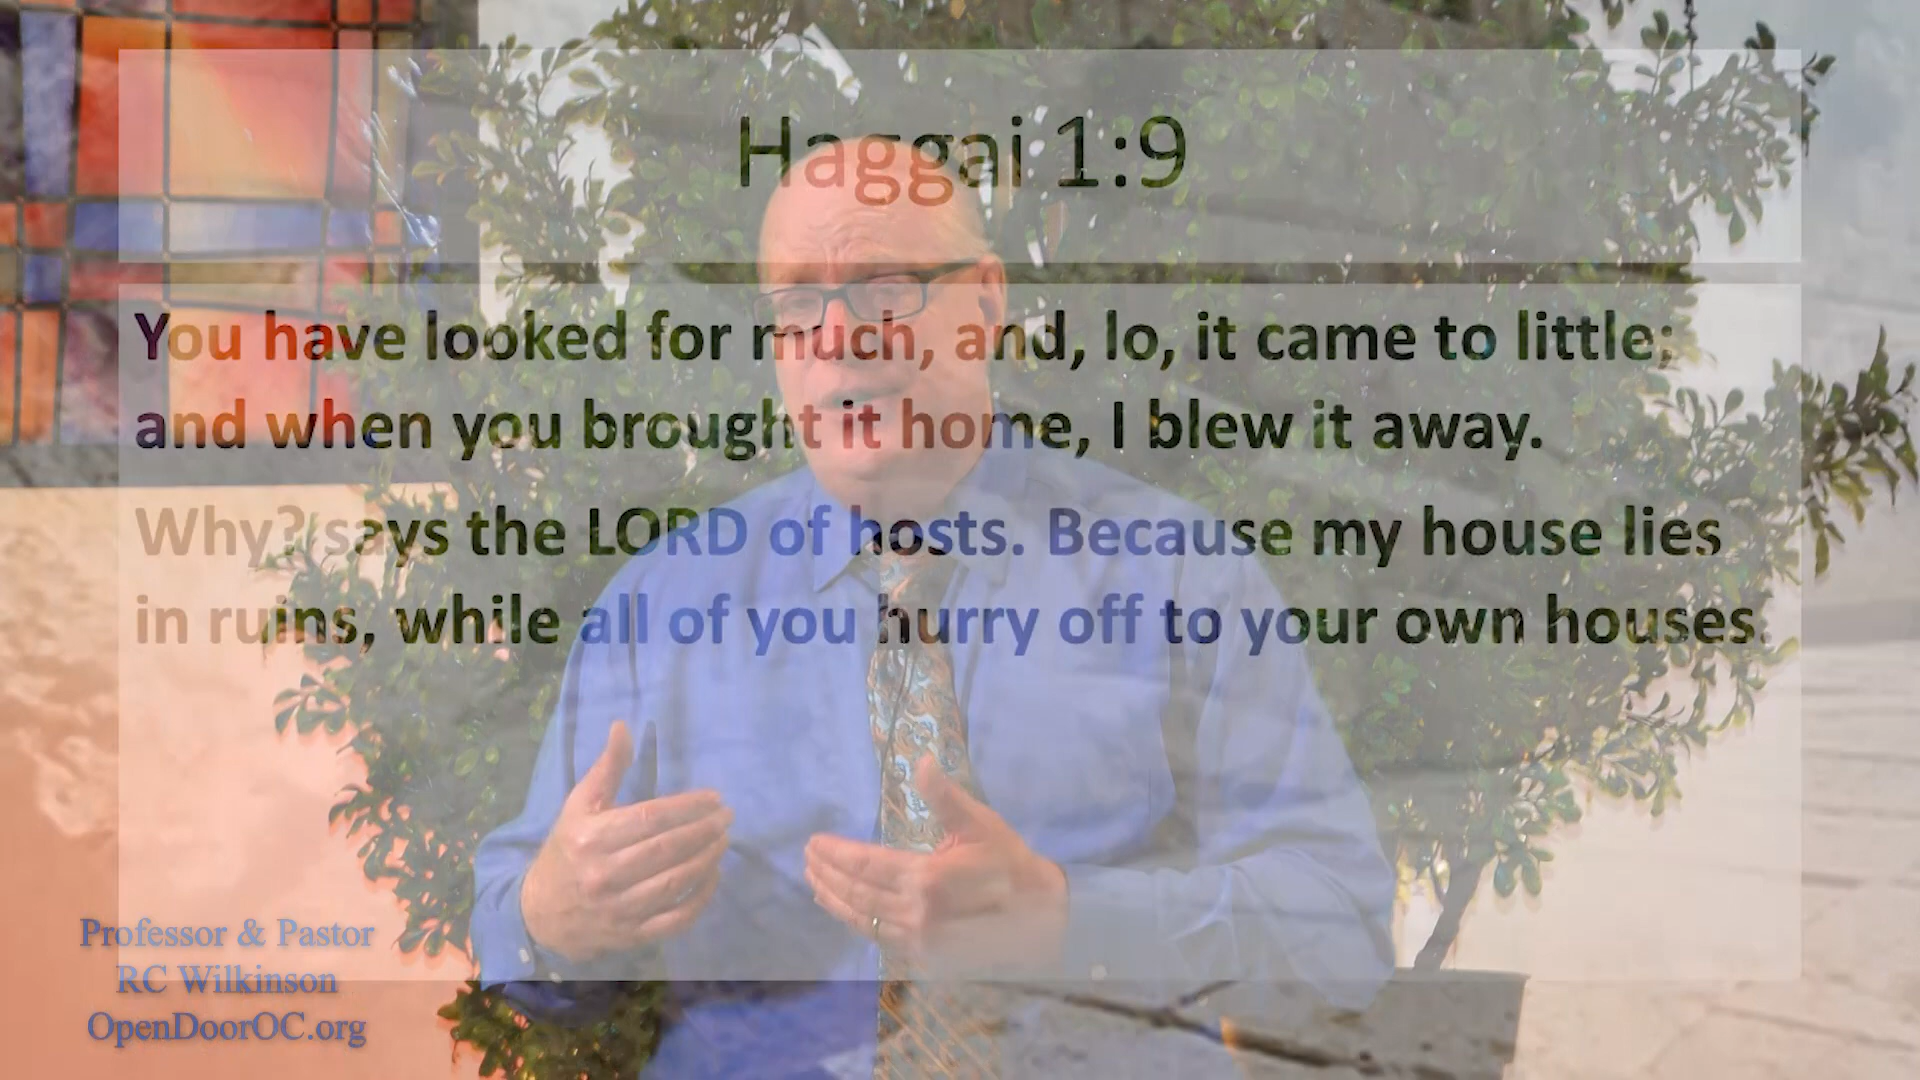 Haggai 1:9
You have looked for much, and, lo, it came to little;
and when you brought it home, I blew it away.
Why? says the LORD of hosts. Because my house lies
in ruins, while all of you hurry off to your own houses.
Professor & Pastor
RC Wilkinson
OpenDoorOC.org